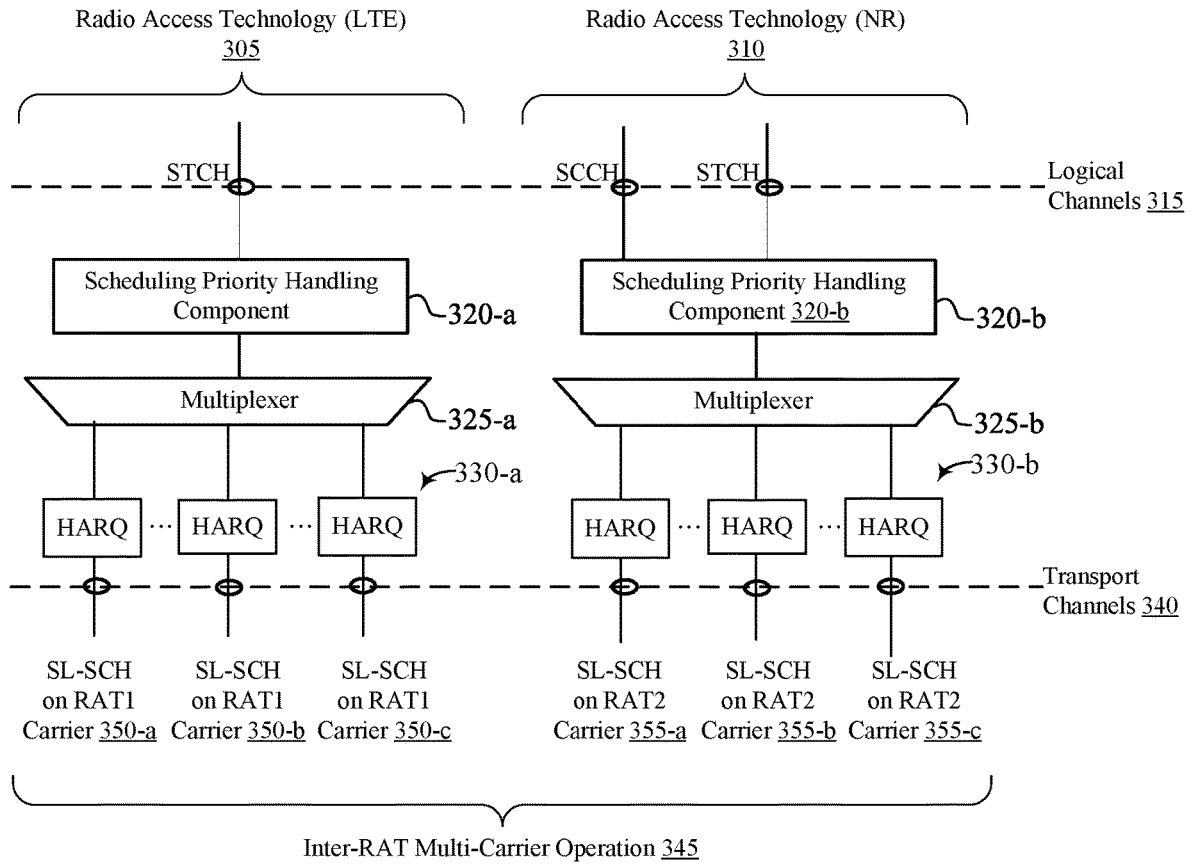 Radio Access Technology (LTE)
305
Radio Access Technology (NR)
310
STCH
SCCH
STCH
Logical
Channels 315
Scheduling Priority Handling
Component
320-a
Scheduling Priority Handling
Component 320-b
320-b
Multiplexer
325-a
Multiplexer
325-b
330-a
330-b
HARQ ... HARQ ... HARQ
HARQ ... HARQ ... HARQ
Transport
Channels 340
SL-SCH
on RAT1
Carrier 350-a
SL-SCH
on RAT1
Carrier 350-b
SL-SCH
on RAT1
Carrier 350-c
SL-SCH
on RAT2
Carrier 355-a
SL-SCH
on RAT2
Carrier 355-b
SL-SCH
on RAT2
Carrier 355-c
Inter-RAT Multi-Carrier Operation 345